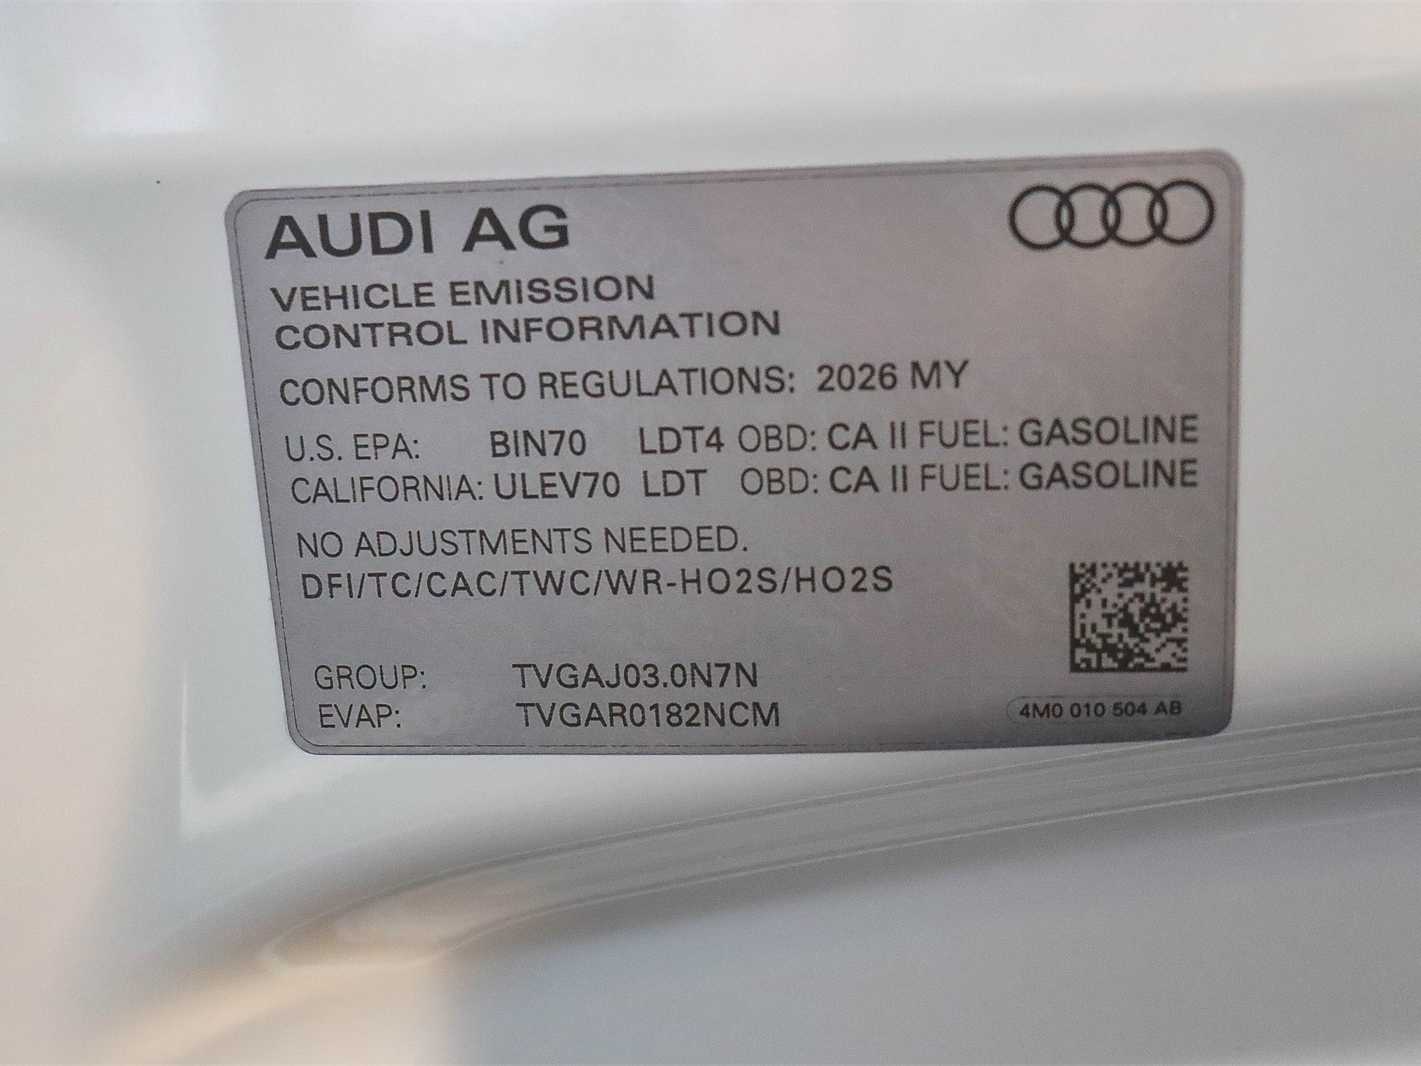 AUDI AG
VEHICLE EMISSION
CONTROL INFORMATION
CONFORMS TO REGULATIONS: 2026 MY
U.S. EPA: BIN70 LDT4 OBD: CA II FUEL: GASOLINE
CALIFORNIA: ULEV70 LDT OBD: CA II FUEL: GASOLINE
NO ADJUSTMENTS NEEDED.
DFI/TC/CAC/TWC/WR-HO2S/HO2S
GROUP: TVGAJ03.0N7N
EVAP: TVGAR0182NCM
4M0 010 504 AB